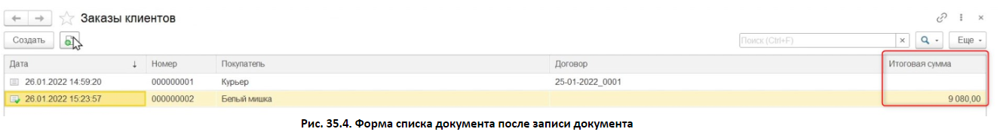 Заказы клиентов
Создать Поиск (Ctrl+F) × Еще
Дата ↓ Номер Покупатель Договор Итоговая сумма
26.01.2022 14:59:20 000000001 Курьер 25-01-2022_0001
26.01.2022 15:23:57 000000002 Белый мишка 9 080,00
Рис. 35.4. Форма списка документа после записи документа